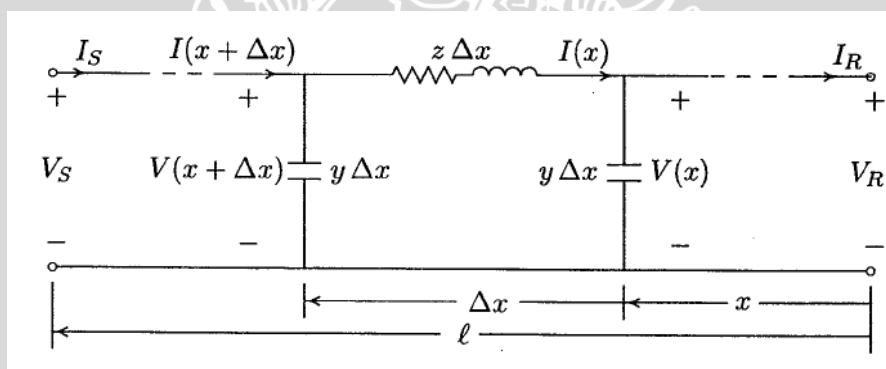 I_S I(x + Δx) z Δx I(x) I_R
+ + + +
V_S V(x + Δx) y Δx y Δx V(x) V_R
− − − −
Δx x
ℓ